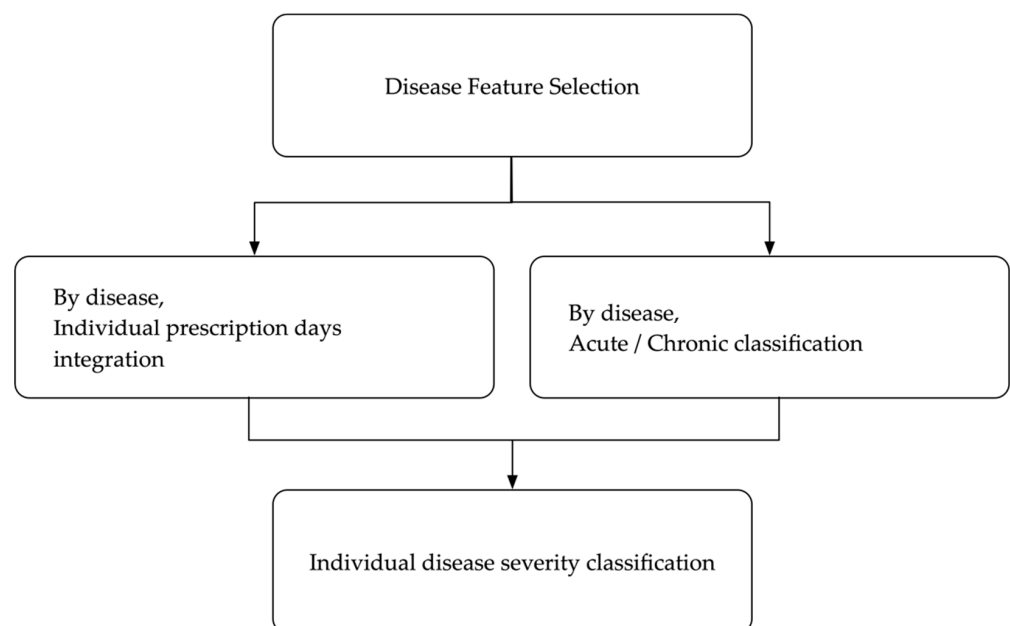 Disease Feature Selection
By disease,
Individual prescription days
integration
By disease,
Acute / Chronic classification
Individual disease severity classification